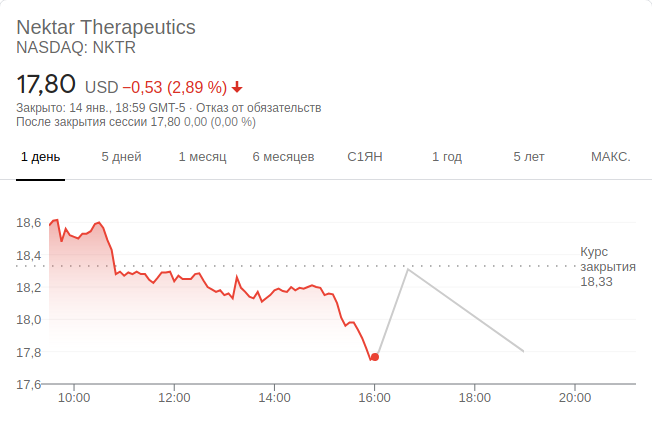 Nektar Therapeutics
NASDAQ: NKTR
17,80 USD −0,53 (2,89 %)
Закрыто: 14 янв., 18:59 GMT-5 · Отказ от обязательств
После закрытия сессии 17,80 0,00 (0,00 %)
1 день 5 дней 1 месяц 6 месяцев С1ЯН 1 год 5 лет МАКС.
18,6
18,4
18,2
18,0
17,8
17,6
Курс
закрытия
18,33
10:00 12:00 14:00 16:00 18:00 20:00